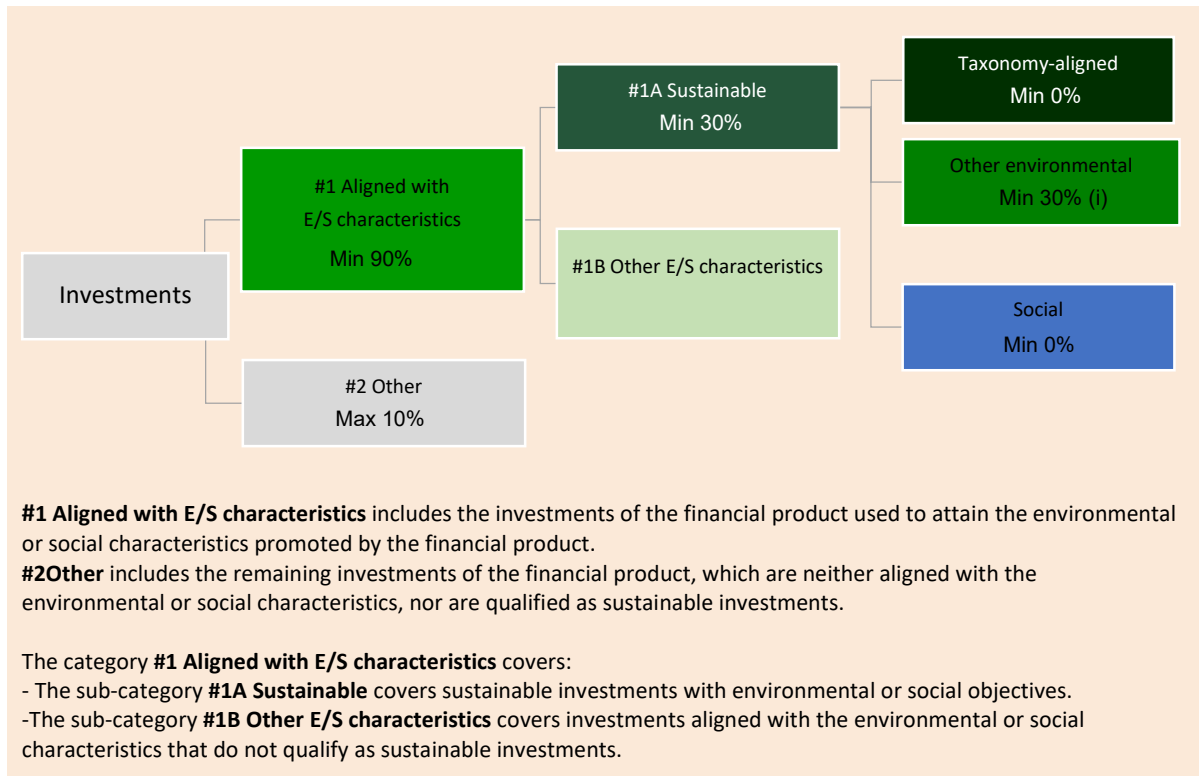 Investments
#1 Aligned with
E/S characteristics
Min 90%
#2 Other
Max 10%
#1A Sustainable
Min 30%
#1B Other E/S characteristics
Taxonomy-aligned
Min 0%
Other environmental
Min 30% (i)
Social
Min 0%
#1 Aligned with E/S characteristics includes the investments of the financial product used to attain the environmental
or social characteristics promoted by the financial product.
#2Other includes the remaining investments of the financial product, which are neither aligned with the
environmental or social characteristics, nor are qualified as sustainable investments.
The category #1 Aligned with E/S characteristics covers:
- The sub-category #1A Sustainable covers sustainable investments with environmental or social objectives.
-The sub-category #1B Other E/S characteristics covers investments aligned with the environmental or social
characteristics that do not qualify as sustainable investments.